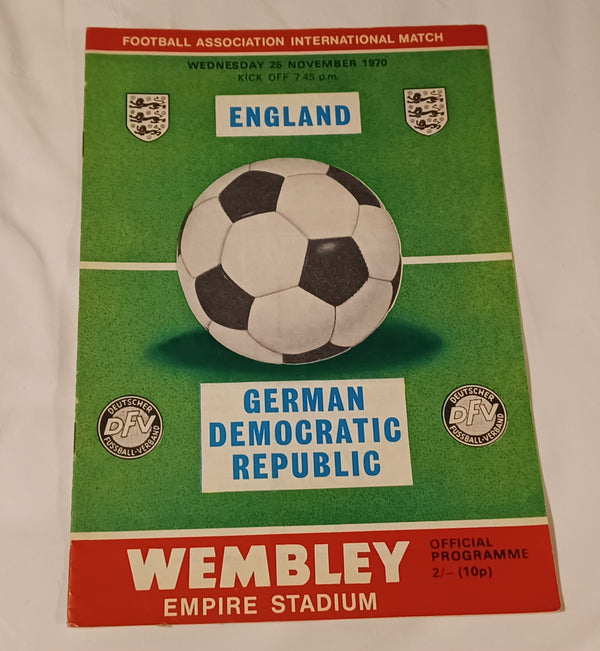 FOOTBALL ASSOCIATION INTERNATIONAL MATCH
WEDNESDAY 25 NOVEMBER 1970
KICK OFF 7.45 p.m.
ENGLAND
GERMAN
DEMOCRATIC
REPUBLIC
DEUTSCHER
DFV
FUSSBALL-VERBAND
DEUTSCHER
DFV
FUSSBALL-VERBAND
WEMBLEY
EMPIRE STADIUM
OFFICIAL
PROGRAMME
2/– (10p)